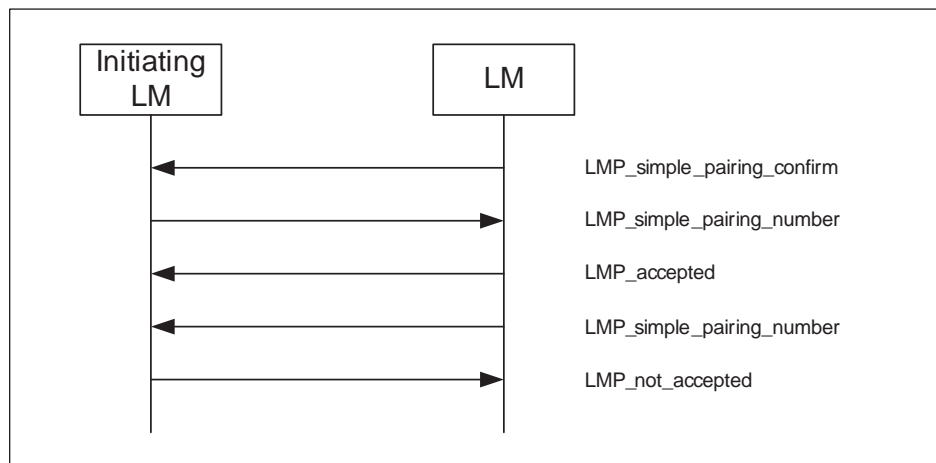 Initiating
LM
LM
LMP_simple_pairing_confirm
LMP_simple_pairing_number
LMP_accepted
LMP_simple_pairing_number
LMP_not_accepted